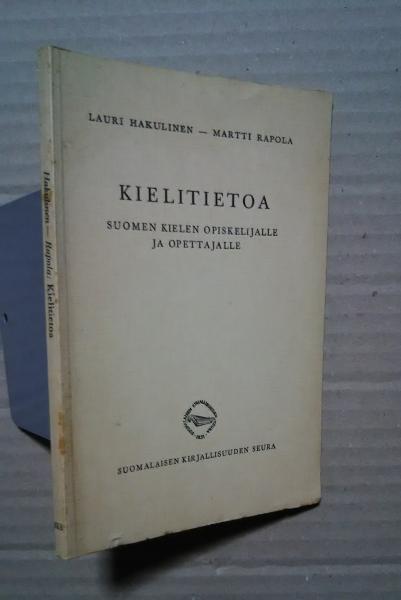 LAURI HAKULINEN — MARTTI RAPOLA
KIELITIETOA
SUOMEN KIELEN OPISKELIJALLE
JA OPETTAJALLE
SUOMALAISEN KIRJALLISUUDEN SEURA
Hakulinen — Rapola: Kielitietoa